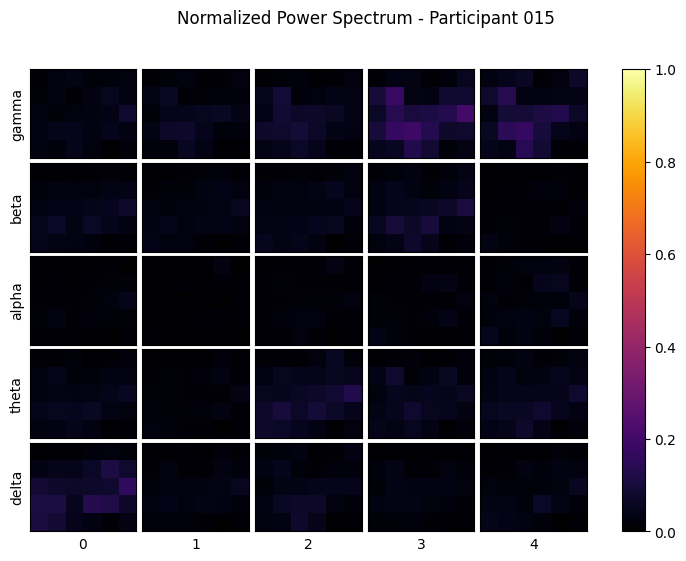 Normalized Power Spectrum - Participant 015
gamma
beta
alpha
theta
delta
0 1 2 3 4
1.0
0.8
0.6
0.4
0.2
0.0